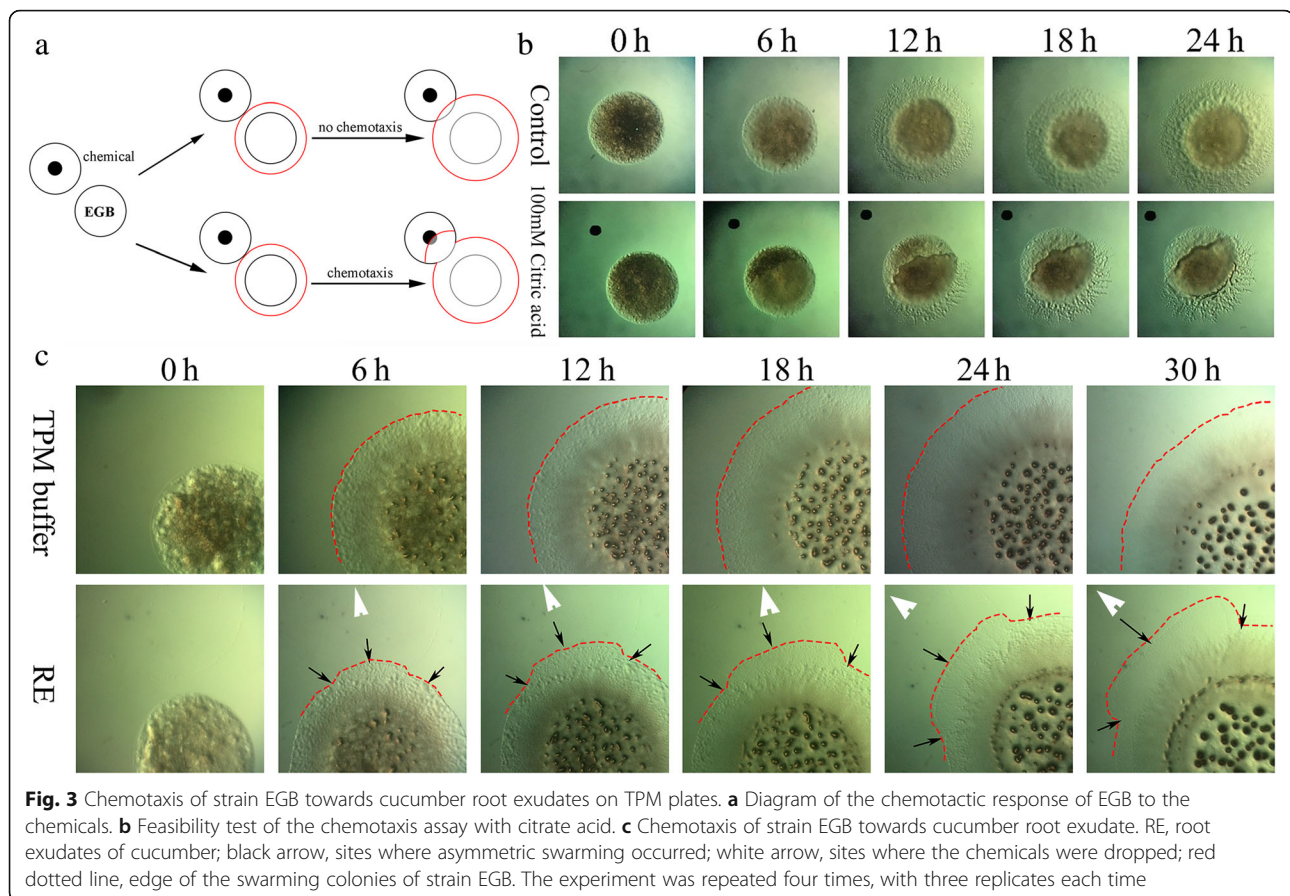 a
chemical
EGB
no chemotaxis
chemotaxis
b
0 h 6 h 12 h 18 h 24 h
Control
100mM Citric acid
c
0 h 6 h 12 h 18 h 24 h 30 h
TPM buffer
RE
Fig. 3 Chemotaxis of strain EGB towards cucumber root exudates on TPM plates. a Diagram of the chemotactic response of EGB to the
chemicals. b Feasibility test of the chemotaxis assay with citrate acid. c Chemotaxis of strain EGB towards cucumber root exudate. RE, root
exudates of cucumber; black arrow, sites where asymmetric swarming occurred; white arrow, sites where the chemicals were dropped; red
dotted line, edge of the swarming colonies of strain EGB. The experiment was repeated four times, with three replicates each time